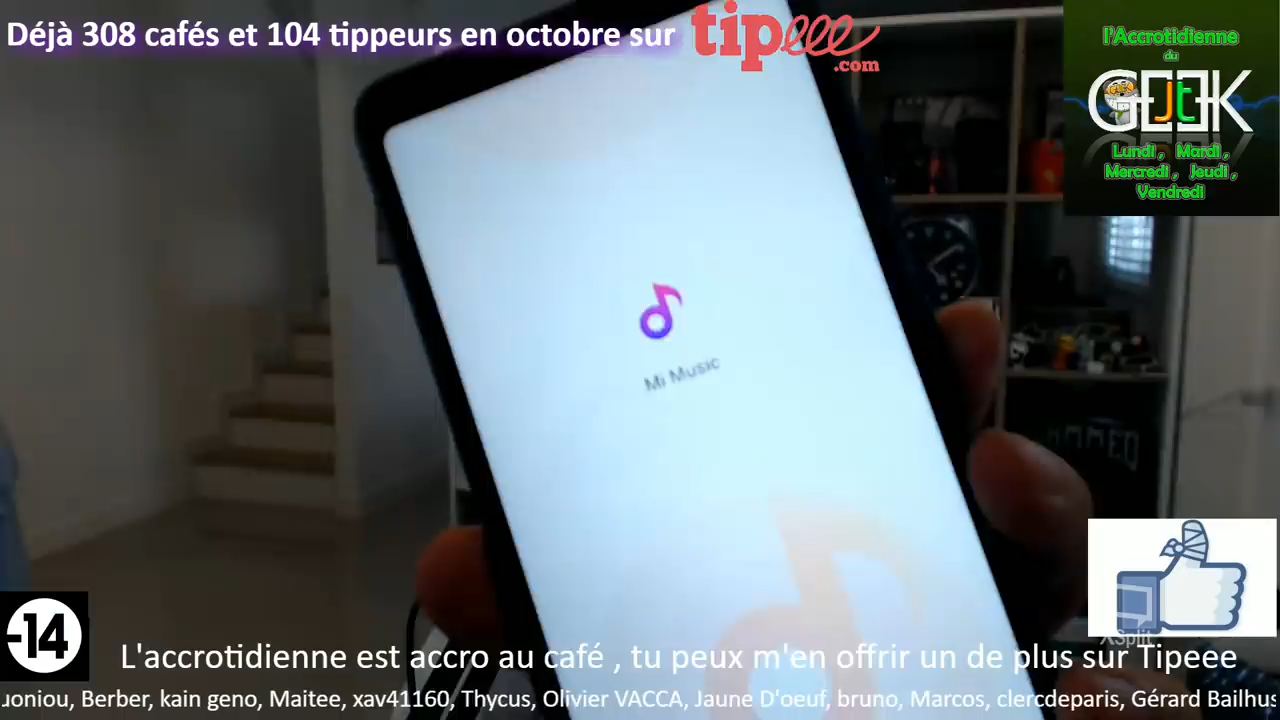 Déjà 308 cafés et 104 tippeurs en octobre sur
tipeee
.com
l'Accrotidienne
du
GEEK
JT
Lundi , Mardi ,
Mercredi , Jeudi ,
Vendredi
Mi Music
HAMMED
XSplit
-14
L'accrotidienne est accro au café , tu peux m'en offrir un de plus sur Tipeee
uoniou, Berber, kain geno, Maitee, xav41160, Thycus, Olivier VACCA, Jaune D'oeuf, bruno, Marcos, clercdeparis, Gérard Bailhus